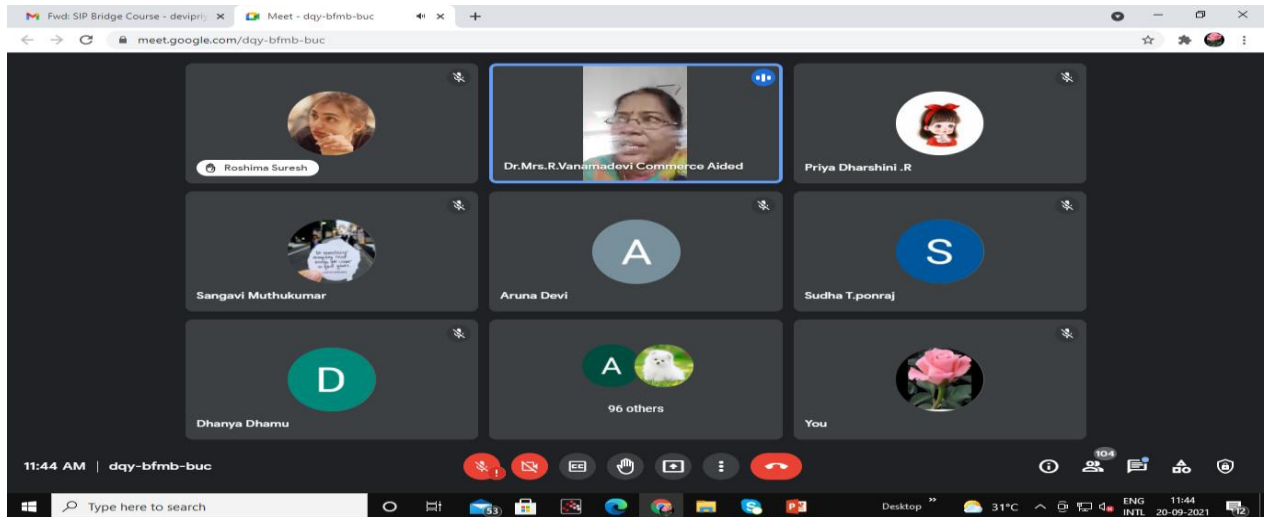 Fwd: SIP Bridge Course - devipriy
Meet - dqy-bfmb-buc
meet.google.com/dqy-bfmb-buc
Roshima Suresh
Dr.Mrs.R.Vanamadevi Commerce Aided
Priya Dharshini .R
Sangavi Muthukumar
A
Aruna Devi
S
Sudha T.ponraj
D
Dhanya Dhamu
A
96 others
You
11:44 AM | dqy-bfmb-buc
CC
104
Type here to search
53
Desktop
31°C
ENG
INTL
11:44
20-09-2021
12